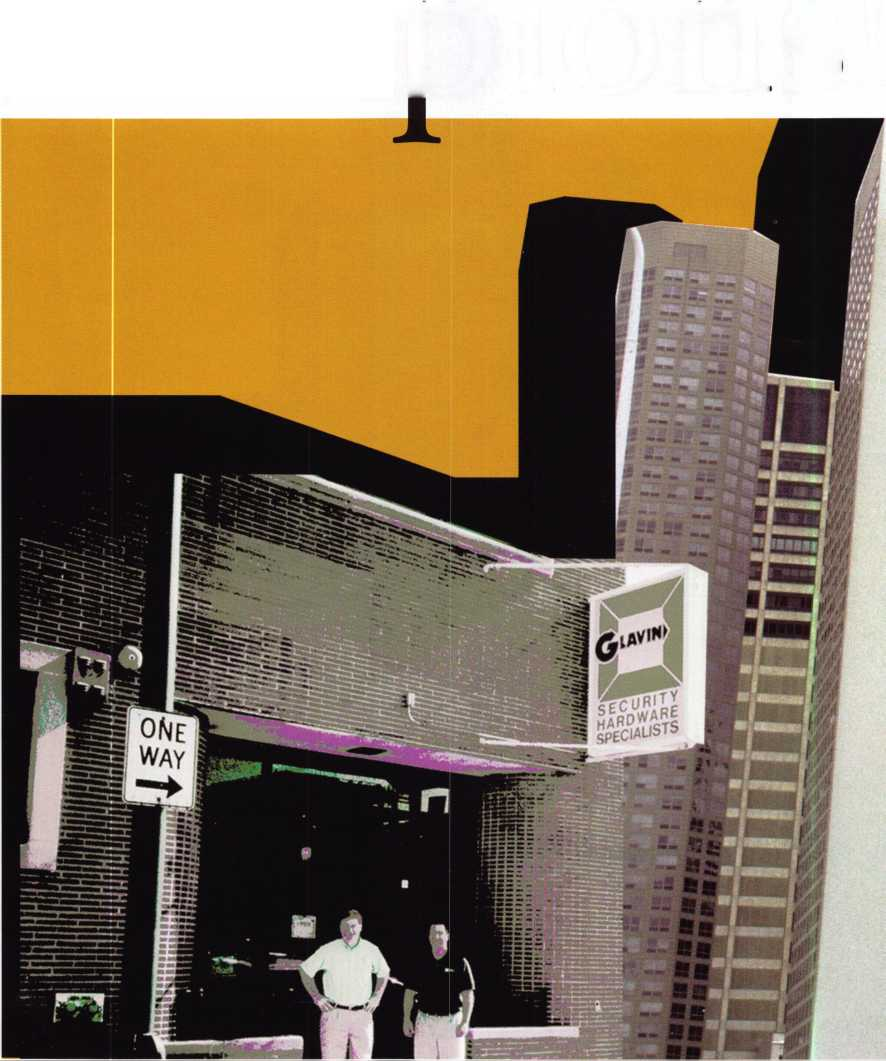 GLAVIN
SECURITY
HARDWARE
SPECIALISTS
ONE
WAY